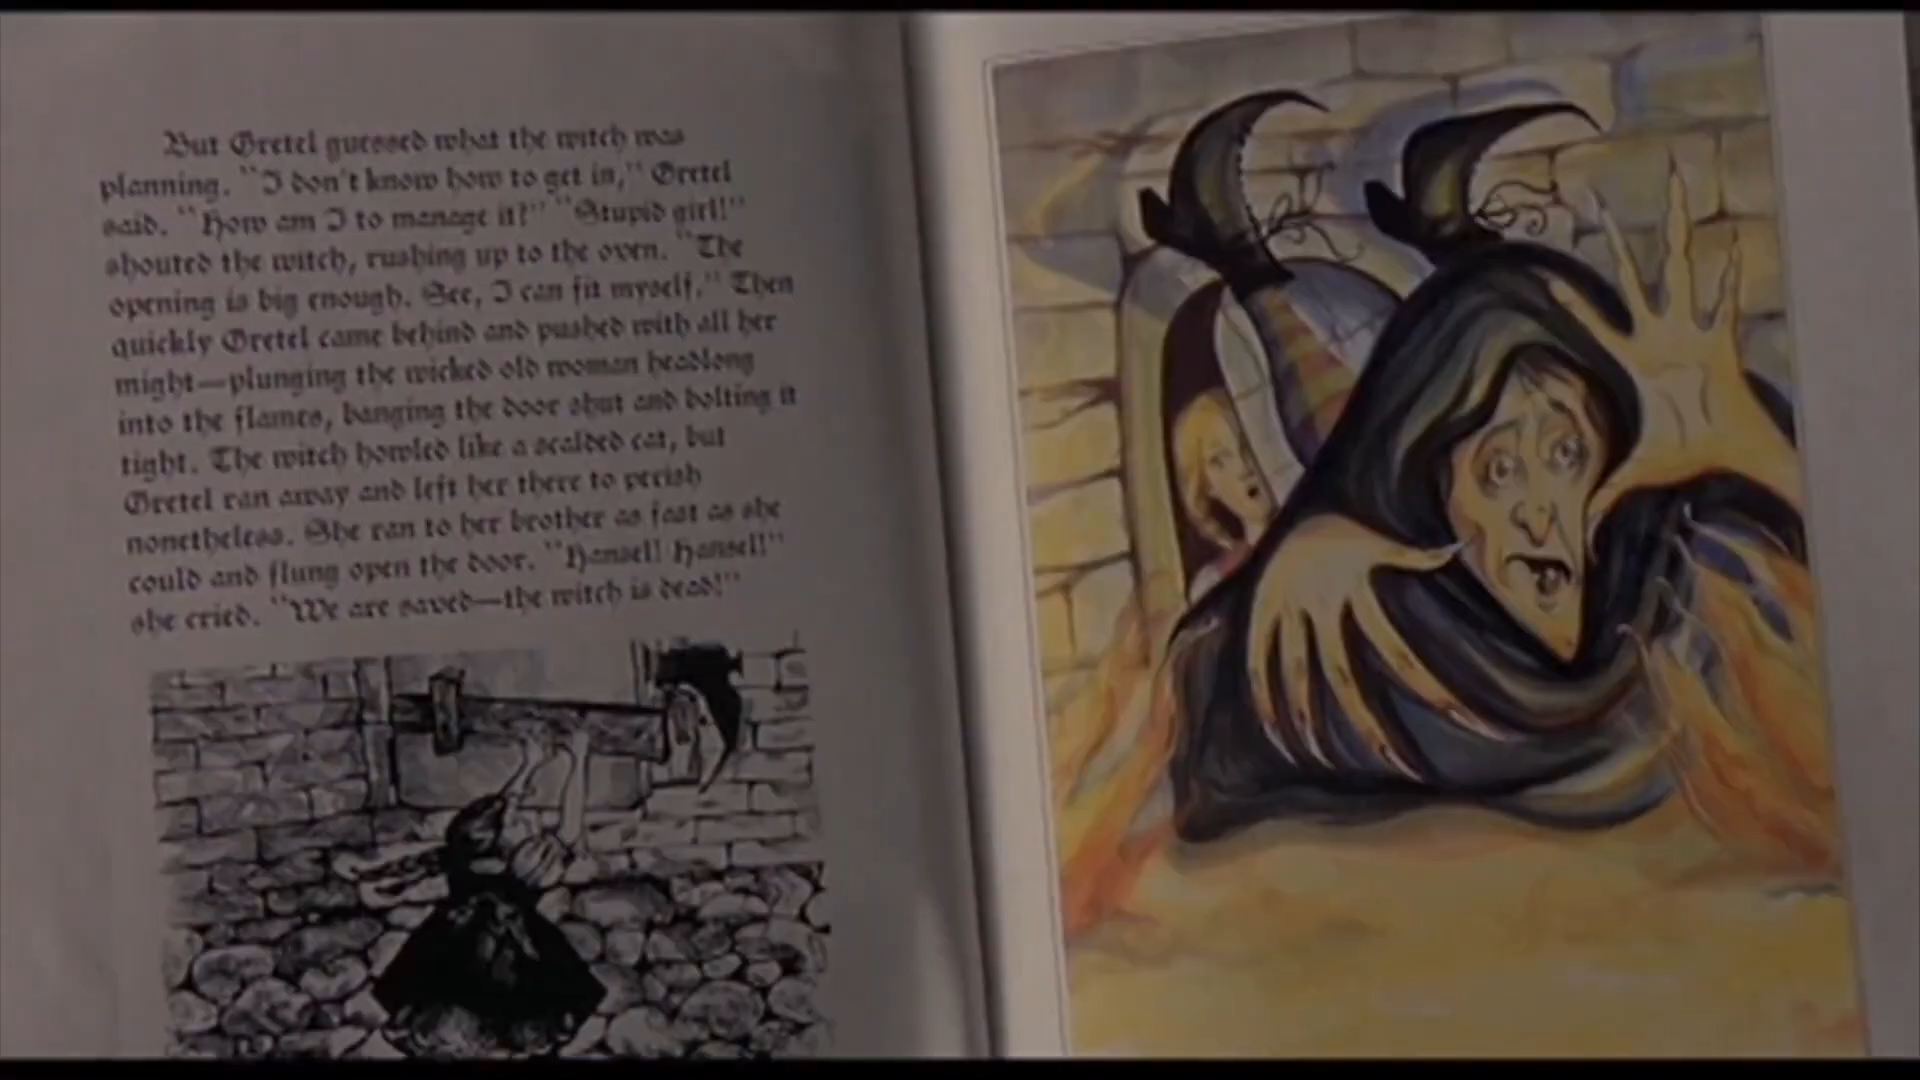 But Gretel guessed what the witch was
planning. "I don't know how to get in," Gretel
said. "How am I to manage it?" "Stupid girl!"
shouted the witch, rushing up to the oven. "The
opening is big enough. See, I can fit myself." Then
quickly Gretel came behind and pushed with all her
might—plunging the wicked old woman headlong
into the flames, banging the door shut and bolting it
tight. The witch howled like a scalded cat, but
Gretel ran away and left her there to perish
nonetheless. She ran to her brother as fast as she
could and flung open the door. "Hansel! Hansel!"
she cried. "We are saved—the witch is dead!"